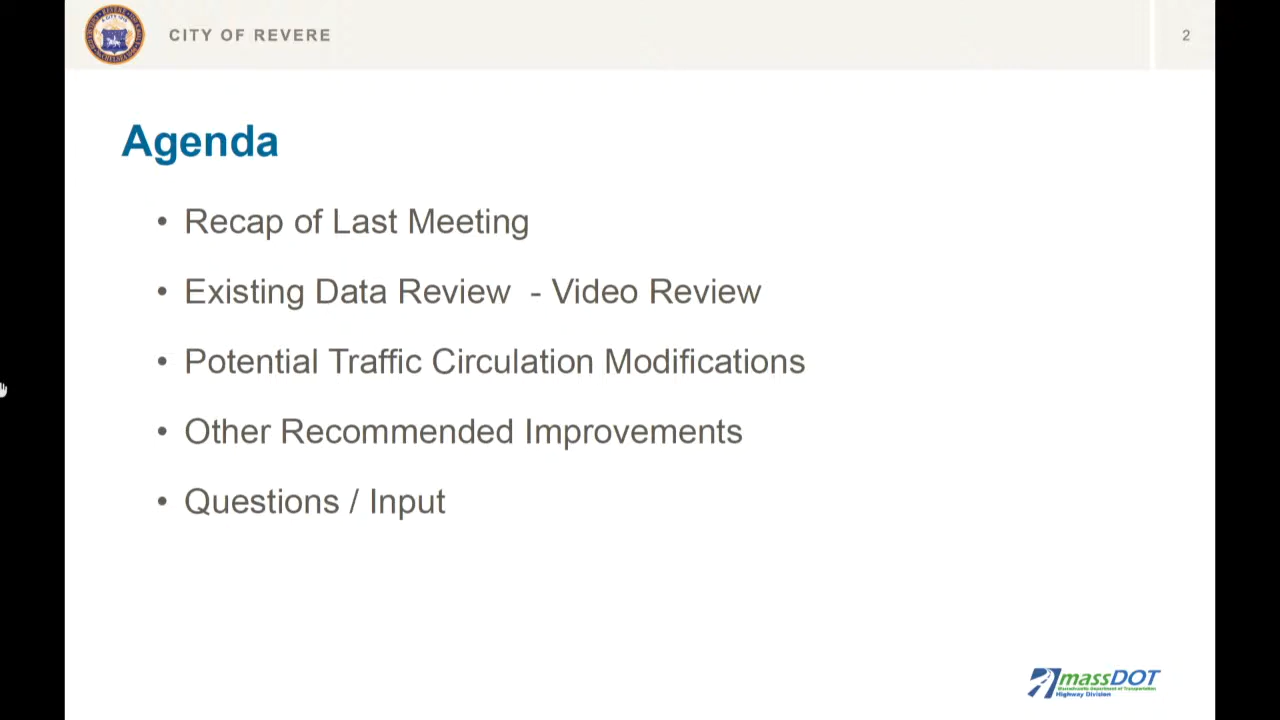 CITY OF REVERE
2
Agenda
• Recap of Last Meeting
• Existing Data Review - Video Review
• Potential Traffic Circulation Modifications
• Other Recommended Improvements
• Questions / Input
massDOT
Massachusetts Department of Transportation
Highway Division